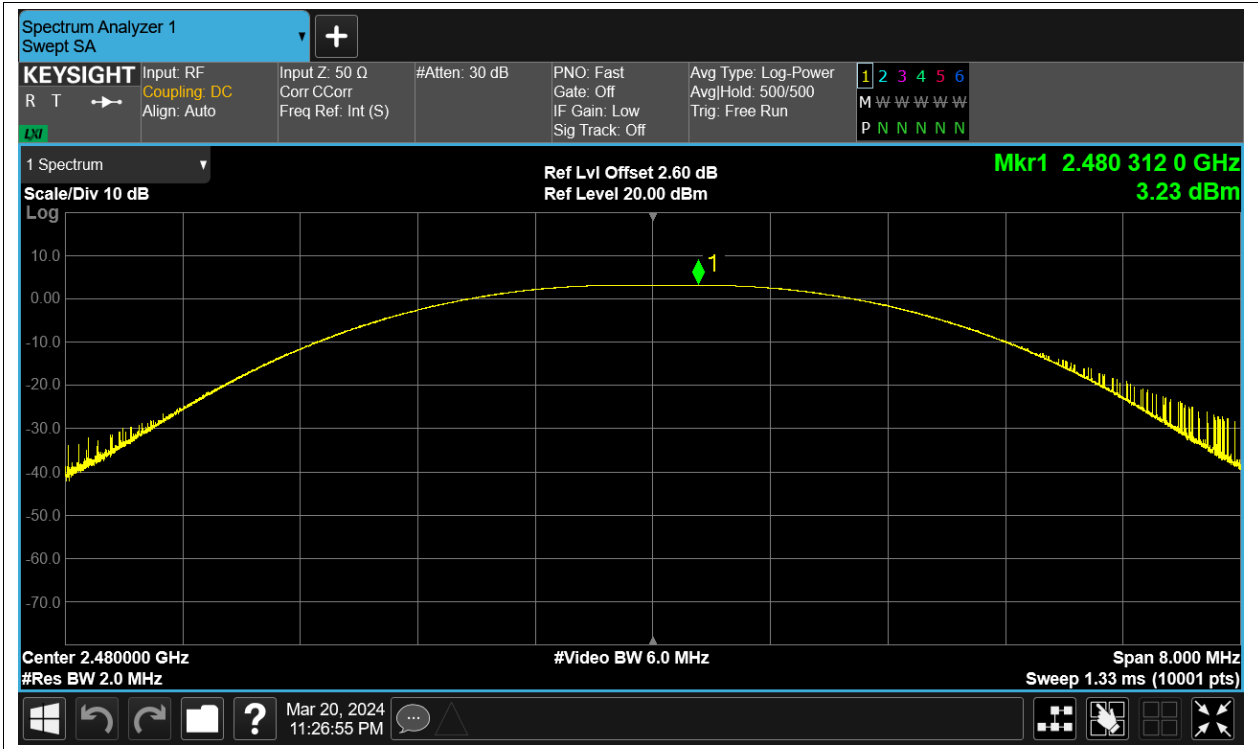 Spectrum Analyzer 1
Swept SA
KEYSIGHT
R T
LXI
Input: RF
Coupling: DC
Align: Auto
Input Z: 50 Ω
Corr CCorr
Freq Ref: Int (S)
#Atten: 30 dB
PNO: Fast
Gate: Off
IF Gain: Low
Sig Track: Off
Avg Type: Log-Power
Avg|Hold: 500/500
Trig: Free Run
1 2 3 4 5 6
M W W W W W
P N N N N N
1 Spectrum
Scale/Div 10 dB
Log
Ref Lvl Offset 2.60 dB
Ref Level 20.00 dBm
Mkr1 2.480 312 0 GHz
3.23 dBm
1
10.0
0.00
-10.0
-20.0
-30.0
-40.0
-50.0
-60.0
-70.0
Center 2.480000 GHz
#Res BW 2.0 MHz
#Video BW 6.0 MHz
Span 8.000 MHz
Sweep 1.33 ms (10001 pts)
?
Mar 20, 2024
11:26:55 PM